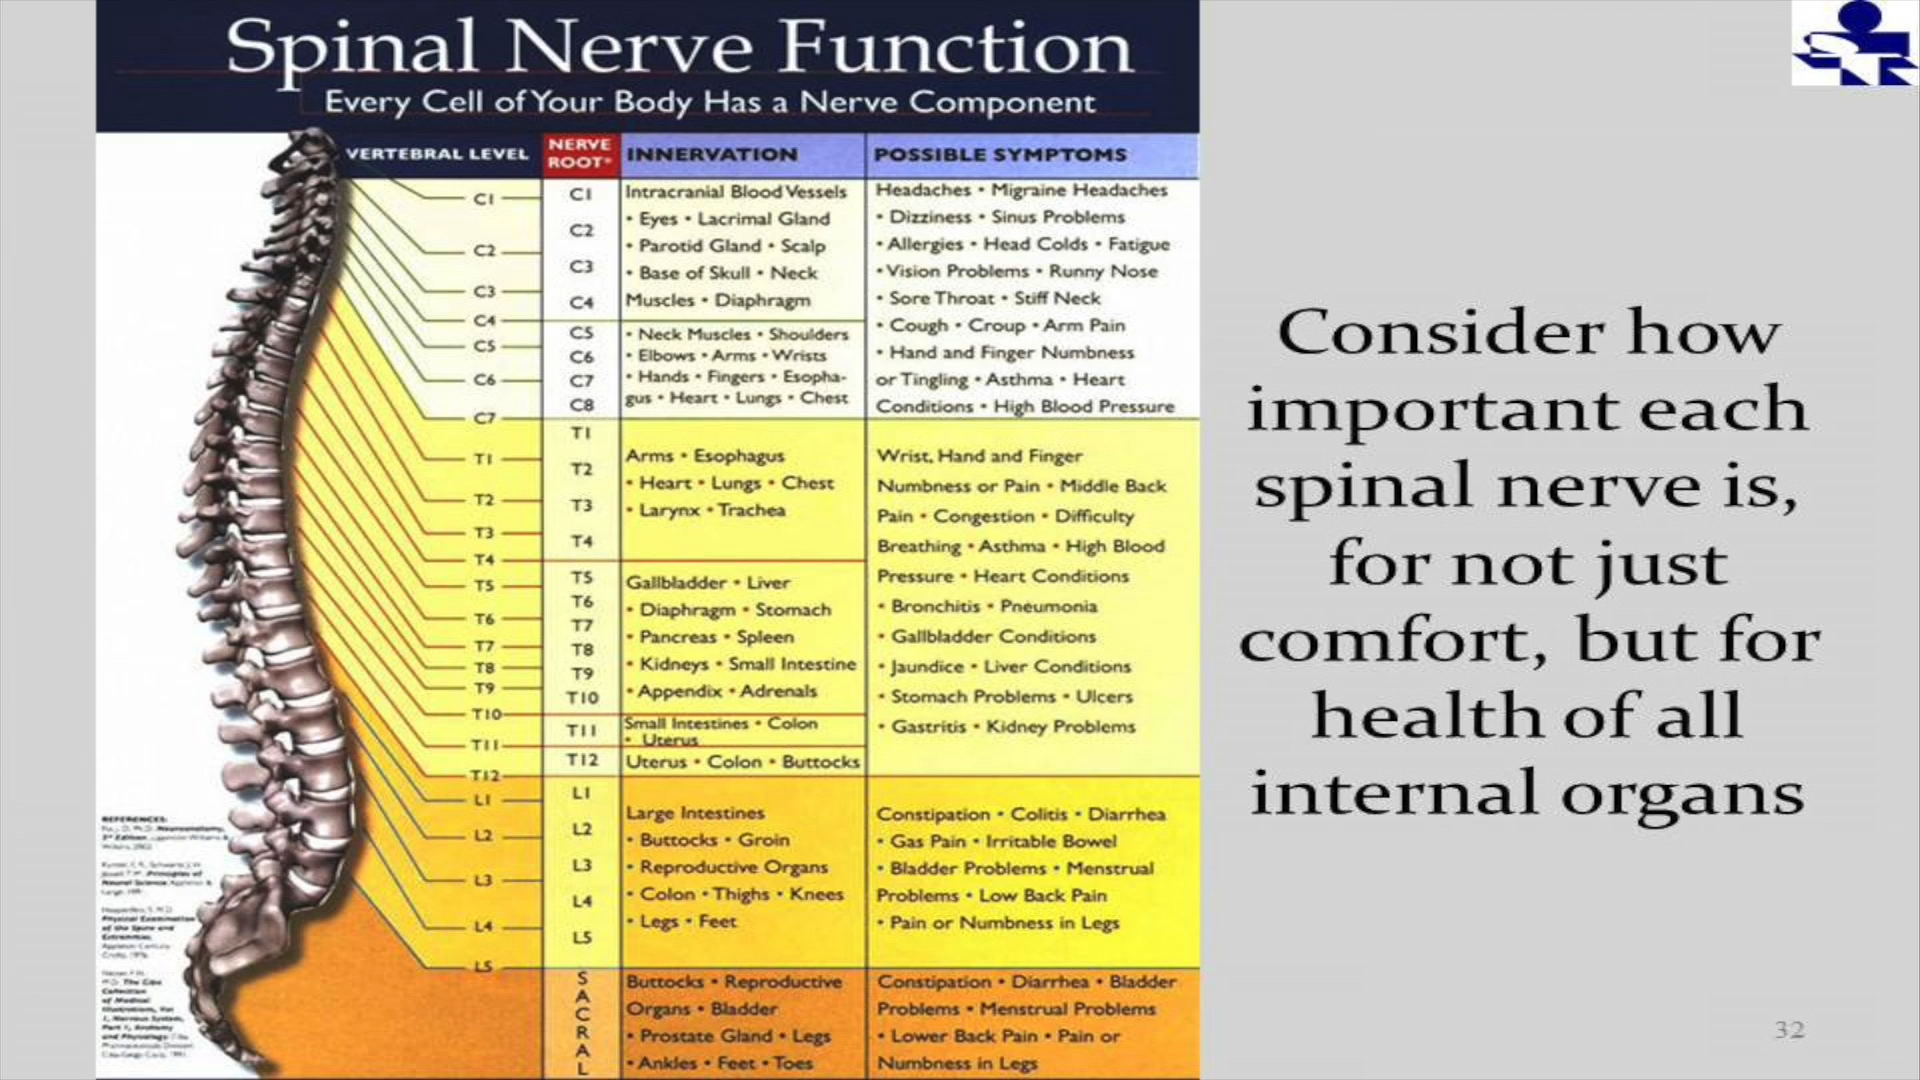 Spinal Nerve Function
Every Cell of Your Body Has a Nerve Component
VERTEBRAL LEVEL
NERVE
ROOT*
INNERVATION
POSSIBLE SYMPTOMS
C1
C2
C3
C4
C5
C6
C7
T1
T2
T3
T4
T5
T6
T7
T8
T9
T10
T11
T12
L1
L2
L3
L4
L5
C1
C2
C3
C4
C5
C6
C7
C8
T1
T2
T3
T4
T5
T6
T7
T8
T9
T10
T11
T12
L1
L2
L3
L4
L5
S
A
C
R
A
L
Intracranial Blood Vessels
• Eyes • Lacrimal Gland
• Parotid Gland • Scalp
• Base of Skull • Neck
Muscles • Diaphragm
• Neck Muscles • Shoulders
• Elbows • Arms • Wrists
• Hands • Fingers • Esopha-
gus • Heart • Lungs • Chest
Arms • Esophagus
• Heart • Lungs • Chest
• Larynx • Trachea
Gallbladder • Liver
• Diaphragm • Stomach
• Pancreas • Spleen
• Kidneys • Small Intestine
• Appendix • Adrenals
Small Intestines • Colon
• Uterus
Uterus • Colon • Buttocks
Large Intestines
• Buttocks • Groin
• Reproductive Organs
• Colon • Thighs • Knees
• Legs • Feet
Buttocks • Reproductive
Organs • Bladder
• Prostate Gland • Legs
• Ankles • Feet • Toes
Headaches • Migraine Headaches
• Dizziness • Sinus Problems
• Allergies • Head Colds • Fatigue
• Vision Problems • Runny Nose
• Sore Throat • Stiff Neck
• Cough • Croup • Arm Pain
• Hand and Finger Numbness
or Tingling • Asthma • Heart
Conditions • High Blood Pressure
Wrist, Hand and Finger
Numbness or Pain • Middle Back
Pain • Congestion • Difficulty
Breathing • Asthma • High Blood
Pressure • Heart Conditions
• Bronchitis • Pneumonia
• Gallbladder Conditions
• Jaundice • Liver Conditions
• Stomach Problems • Ulcers
• Gastritis • Kidney Problems
Constipation • Colitis • Diarrhea
• Gas Pain • Irritable Bowel
• Bladder Problems • Menstrual
Problems • Low Back Pain
• Pain or Numbness in Legs
Constipation • Diarrhea • Bladder
Problems • Menstrual Problems
• Lower Back Pain • Pain or
Numbness in Legs
REFERENCES:
Consider how
important each
spinal nerve is,
for not just
comfort, but for
health of all
internal organs
32